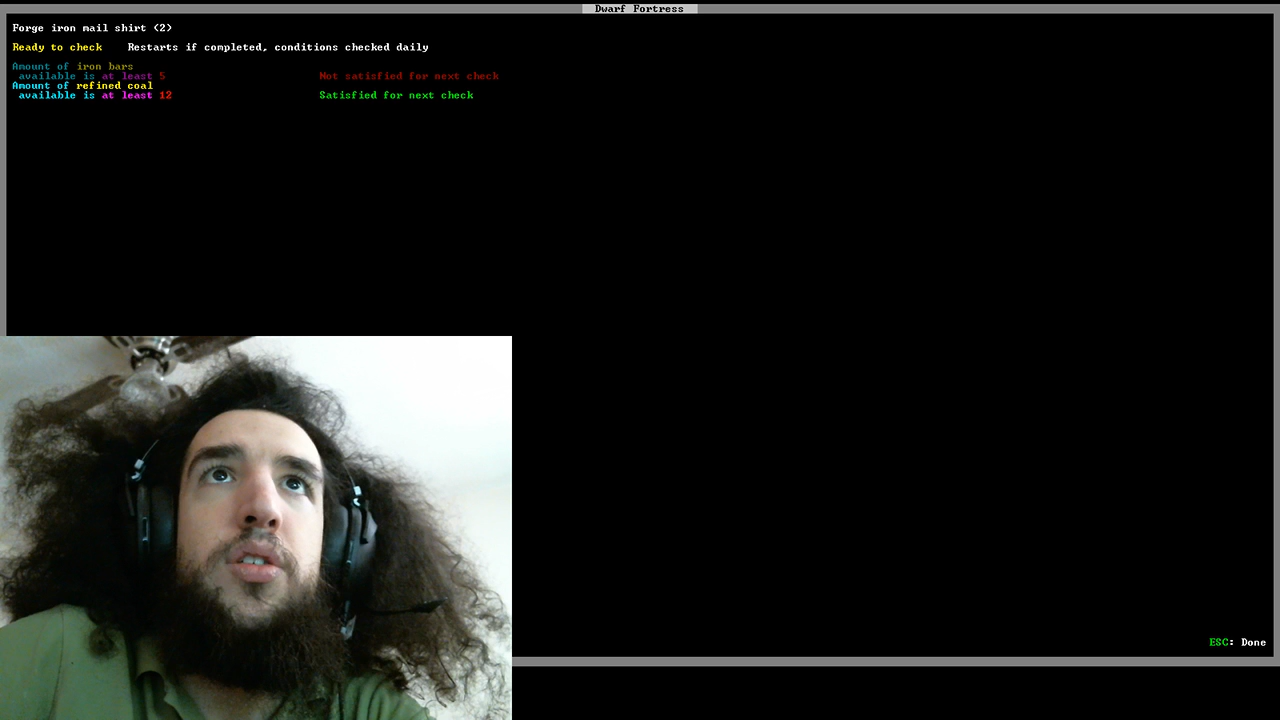 Dwarf Fortress
Forge iron mail shirt (2)
Ready to check    Restarts if completed, conditions checked daily
Amount of iron bars
available is at least 5    Not satisfied for next check
Amount of refined coal
available is at least 12    Satisfied for next check
ESC: Done